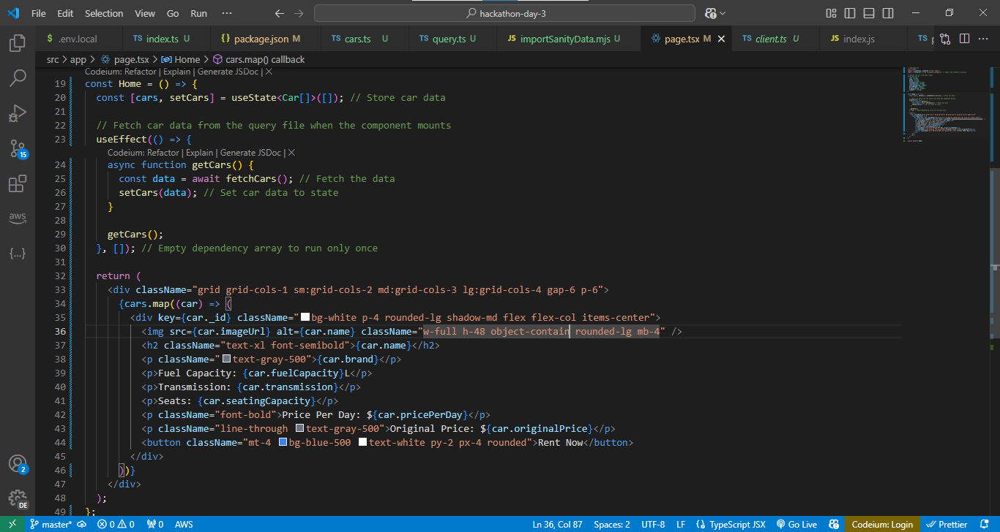 File Edit Selection View Go Run ··· hackathon-day-3
$ .env.local TS index.ts U {} package.json M TS cars.ts U TS query.ts U JS importSanityData.mjs U page.tsx M TS client.ts U JS index.js TS
src > app > page.tsx > Home > cars.map() callback
Codeium: Refactor | Explain | Generate JSDoc | X
19 const Home = () => {
20 const [cars, setCars] = useState<Car[]>([]); // Store car data
21
22 // Fetch car data from the query file when the component mounts
23 useEffect(() => {
Codeium: Refactor | Explain | Generate JSDoc | X
24 async function getCars() {
25 const data = await fetchCars(); // Fetch the data
26 setCars(data); // Set car data to state
27 }
28
29 getCars();
30 }, []); // Empty dependency array to run only once
31
32 return (
33 <div className="grid grid-cols-1 sm:grid-cols-2 md:grid-cols-3 lg:grid-cols-4 gap-6 p-6">
34 {cars.map((car) => (
35 <div key={car._id} className="bg-white p-4 rounded-lg shadow-md flex flex-col items-center">
36 <img src={car.imageUrl} alt={car.name} className="w-full h-48 object-contain rounded-lg mb-4" />
37 <h2 className="text-xl font-semibold">{car.name}</h2>
38 <p className="text-gray-500">{car.brand}</p>
39 <p>Fuel Capacity: {car.fuelCapacity}L</p>
40 <p>Transmission: {car.transmission}</p>
41 <p>Seats: {car.seatingCapacity}</p>
42 <p className="font-bold">Price Per Day: ${car.pricePerDay}</p>
43 <p className="line-through text-gray-500">Original Price: ${car.originalPrice}</p>
44 <button className="mt-4 bg-blue-500 text-white py-2 px-4 rounded">Rent Now</button>
45 </div>
46 ))}
47 </div>
48 );
49 };
15
aws
{...}
2
DE
master* 0 0 0 AWS Ln 36, Col 87 Spaces: 2 UTF-8 LF TypeScript JSX Go Live Codeium: Login Prettier